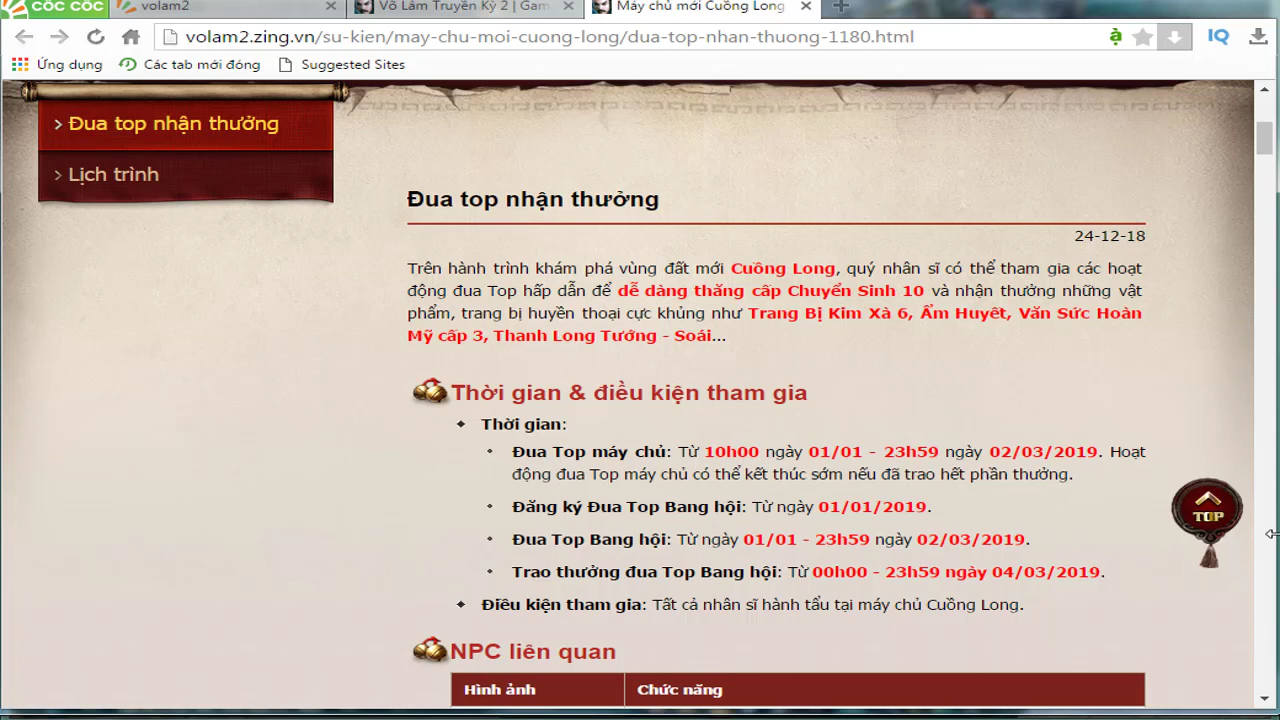 CỐC CỐC volam2 Võ Lâm Truyền Kỳ 2 | Gam Máy chủ mới Cuồng Long
volam2.zing.vn/su-kien/may-chu-moi-cuong-long/dua-top-nhan-thuong-1180.html ạ IQ
Ứng dụng Các tab mới đóng Suggested Sites
> Đua top nhận thưởng
> Lịch trình
Đua top nhận thưởng
24-12-18
Trên hành trình khám phá vùng đất mới Cuồng Long, quý nhân sĩ có thể tham gia các hoạt
động đua Top hấp dẫn để dễ dàng thăng cấp Chuyển Sinh 10 và nhận thưởng những vật
phẩm, trang bị huyền thoại cực khủng như Trang Bị Kim Xà 6, Ẩm Huyết, Văn Sức Hoàn
Mỹ cấp 3, Thanh Long Tướng - Soái...
Thời gian & điều kiện tham gia
Thời gian:
Đua Top máy chủ: Từ 10h00 ngày 01/01 - 23h59 ngày 02/03/2019. Hoạt
động đua Top máy chủ có thể kết thúc sớm nếu đã trao hết phần thưởng.
Đăng ký Đua Top Bang hội: Từ ngày 01/01/2019.
Đua Top Bang hội: Từ ngày 01/01 - 23h59 ngày 02/03/2019.
Trao thưởng đua Top Bang hội: Từ 00h00 - 23h59 ngày 04/03/2019.
Điều kiện tham gia: Tất cả nhân sĩ hành tẩu tại máy chủ Cuồng Long.
TOP
NPC liên quan
Hình ảnh Chức năng